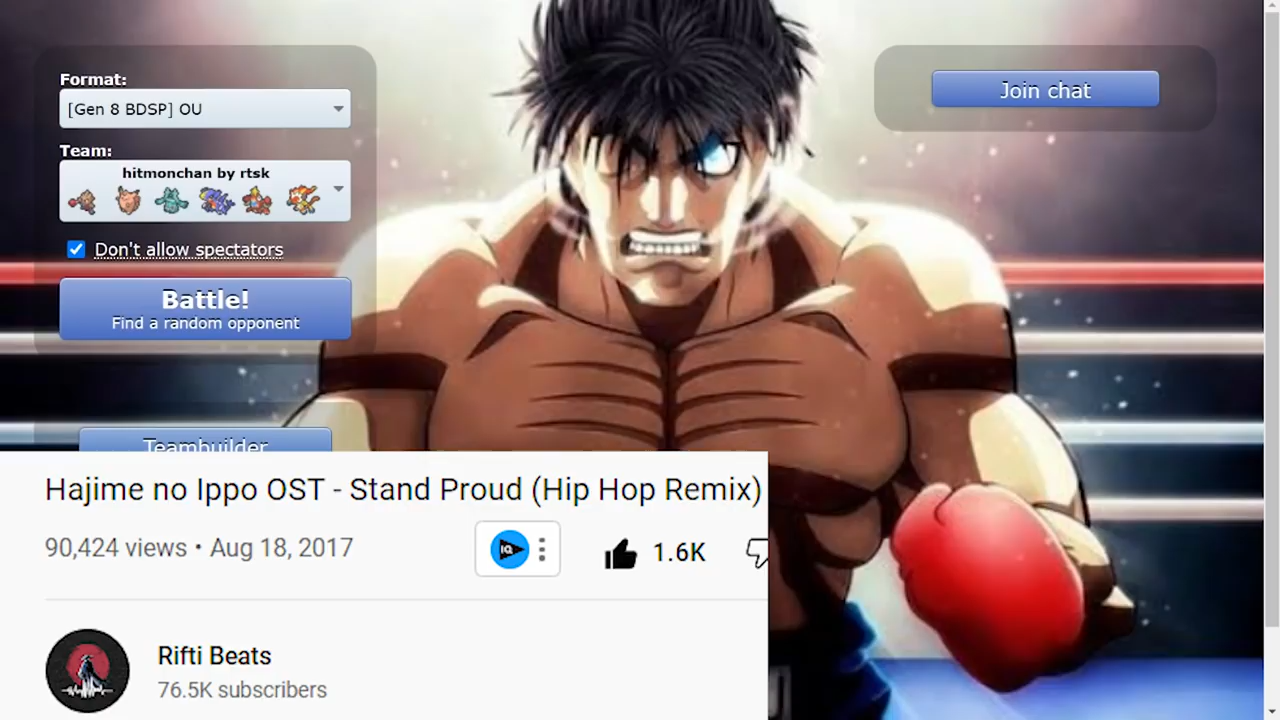 Format:
[Gen 8 BDSP] OU
Team:
hitmonchan by rtsk
Don't allow spectators
Battle!
Find a random opponent
Teambuilder
Join chat
Hajime no Ippo OST - Stand Proud (Hip Hop Remix)
90,424 views • Aug 18, 2017
IQ
1.6K
Rifti Beats
76.5K subscribers